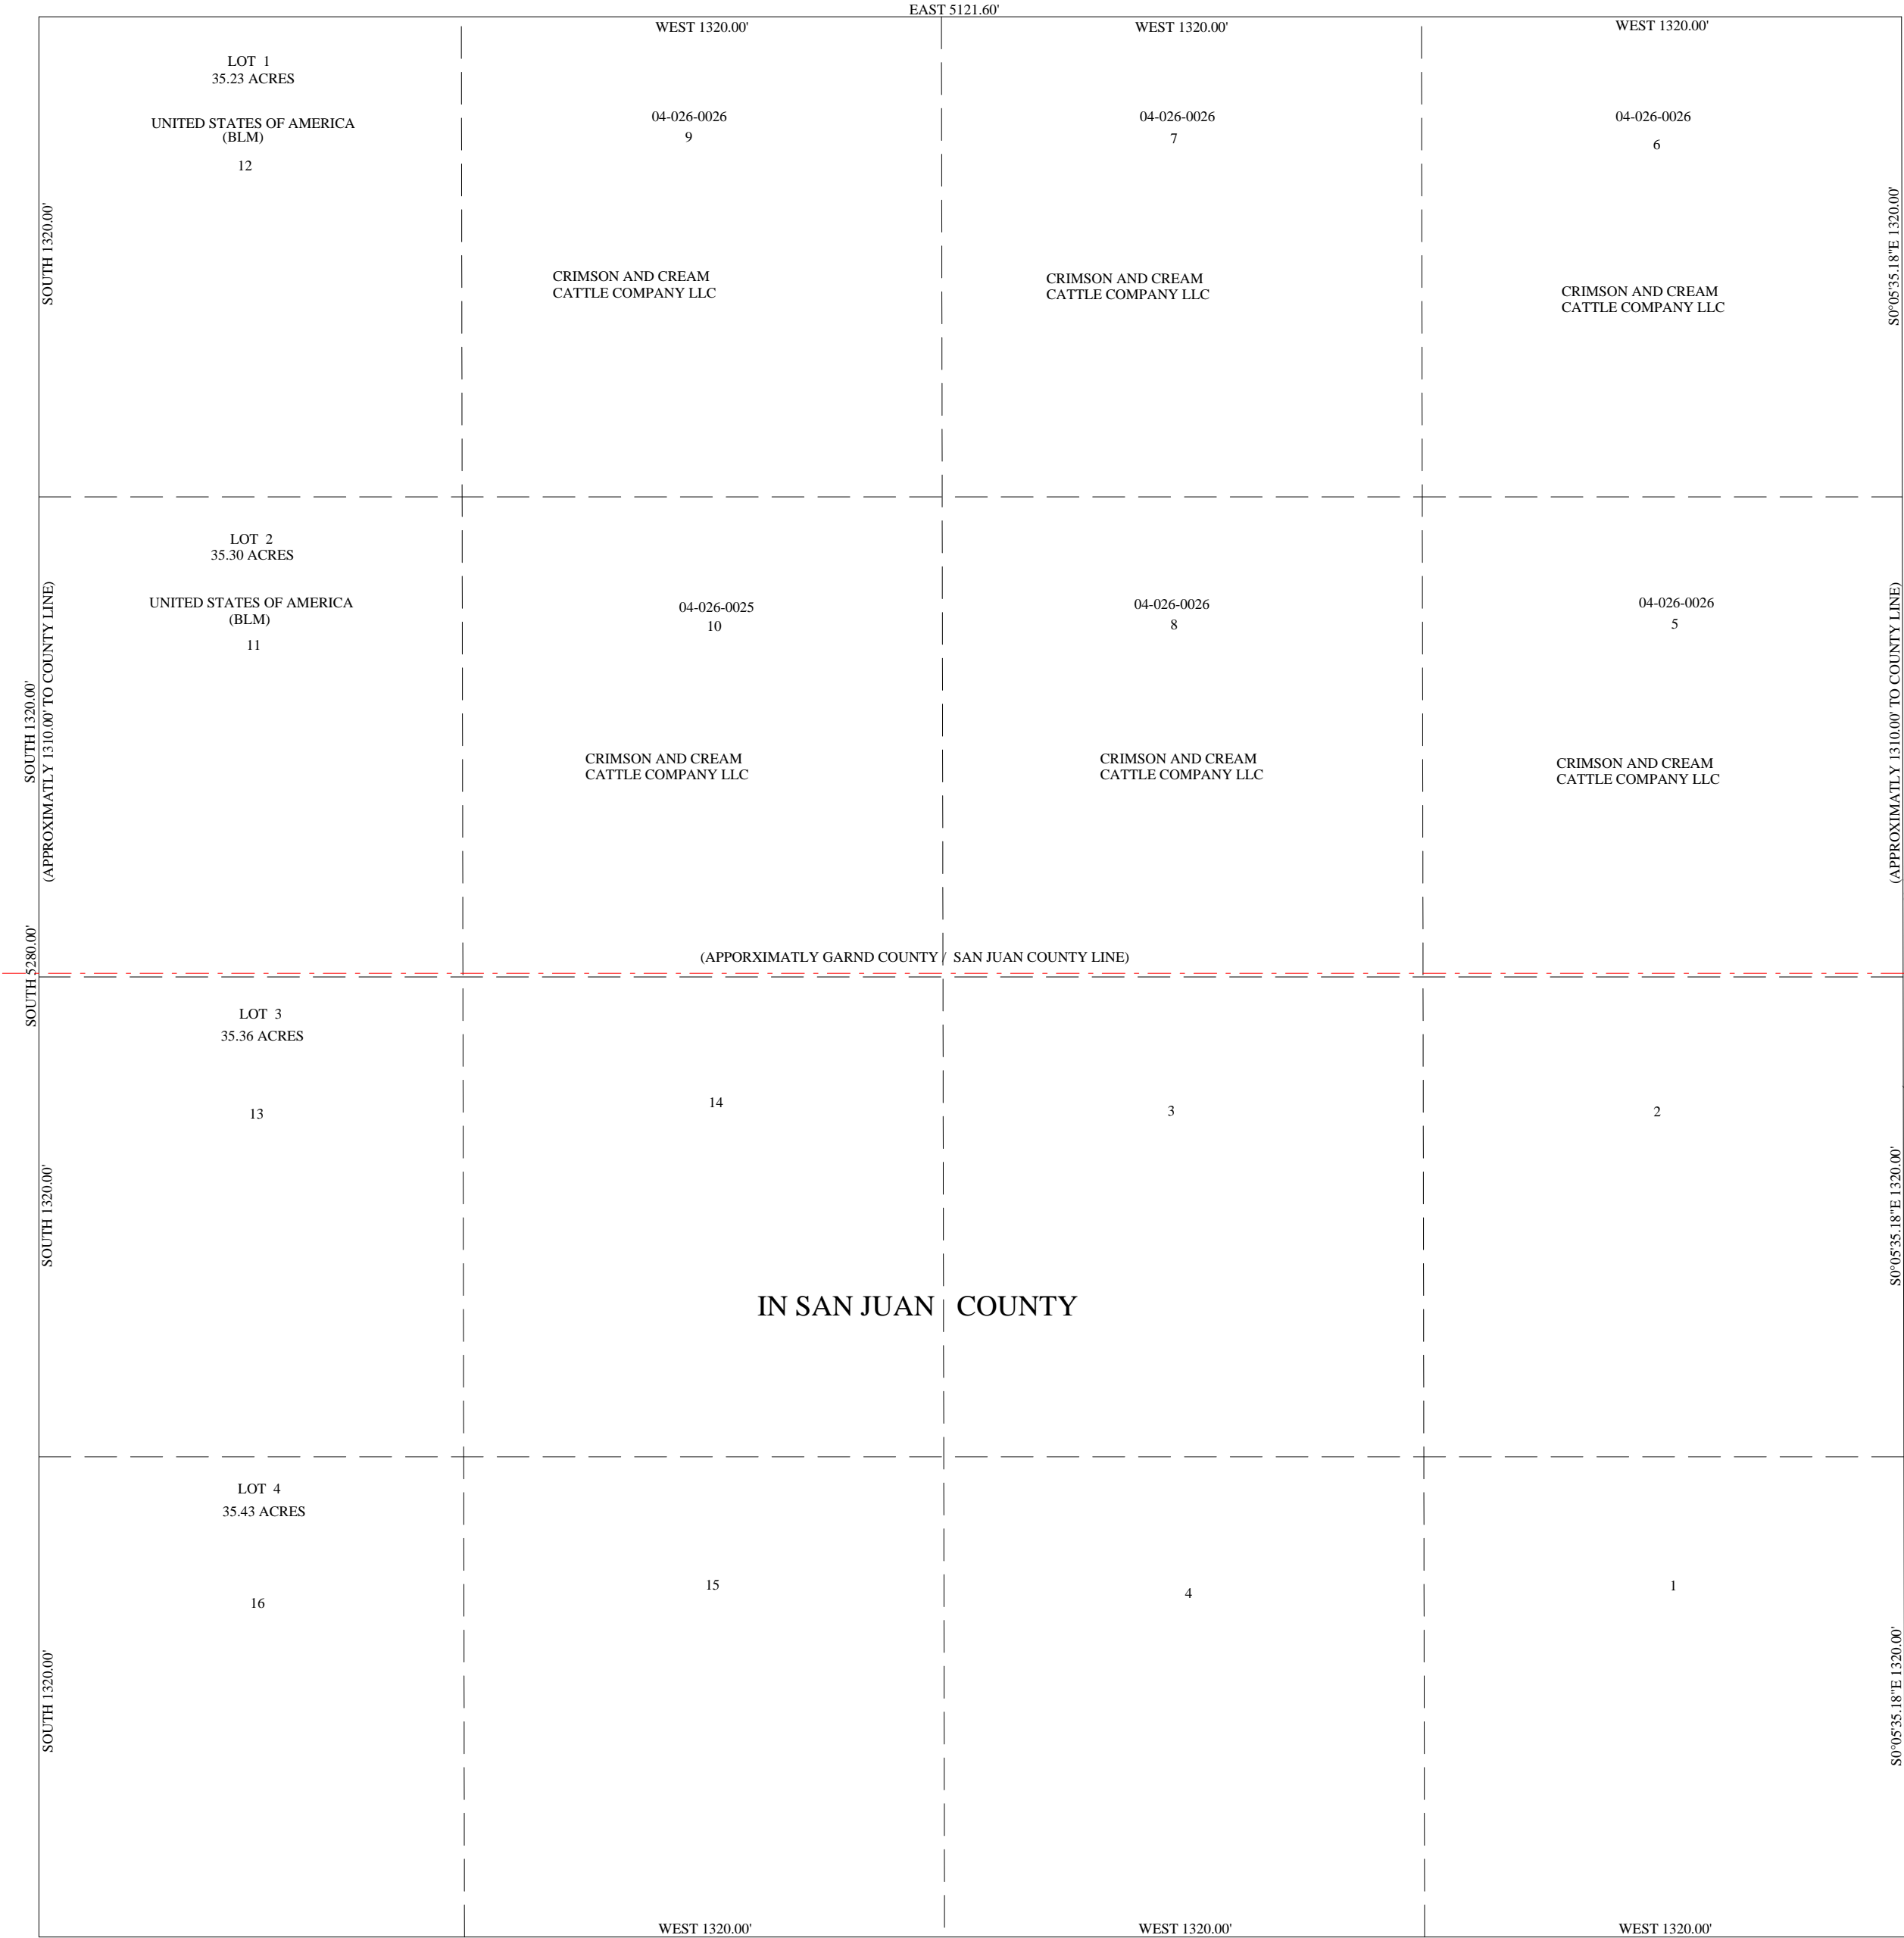 EAST 5121.60'
WEST 1320.00'
WEST 1320.00'
WEST 1320.00'
LOT 1
35.23 ACRES
UNITED STATES OF AMERICA
(BLM)
12
04-026-0026
9
04-026-0026
7
04-026-0026
6
SOUTH 1320.00'
S0°05'35.18"E 1320.00'
CRIMSON AND CREAM
CATTLE COMPANY LLC
CRIMSON AND CREAM
CATTLE COMPANY LLC
CRIMSON AND CREAM
CATTLE COMPANY LLC
LOT 2
35.30 ACRES
UNITED STATES OF AMERICA
(BLM)
11
04-026-0025
10
04-026-0026
8
04-026-0026
5
SOUTH 1320.00'
(APPROXIMATLY 1310.00' TO COUNTY LINE)
(APPROXIMATLY 1310.00' TO COUNTY LINE)
CRIMSON AND CREAM
CATTLE COMPANY LLC
CRIMSON AND CREAM
CATTLE COMPANY LLC
CRIMSON AND CREAM
CATTLE COMPANY LLC
SOUTH 5280.00'
(APPORXIMATLY GARND COUNTY / SAN JUAN COUNTY LINE)
LOT 3
35.36 ACRES
13
14
3
2
SOUTH 1320.00'
S0°05'35.18"E 1320.00'
IN SAN JUAN COUNTY
LOT 4
35.43 ACRES
16
15
4
1
SOUTH 1320.00'
S0°05'35.18"E 1320.00'
WEST 1320.00'
WEST 1320.00'
WEST 1320.00'